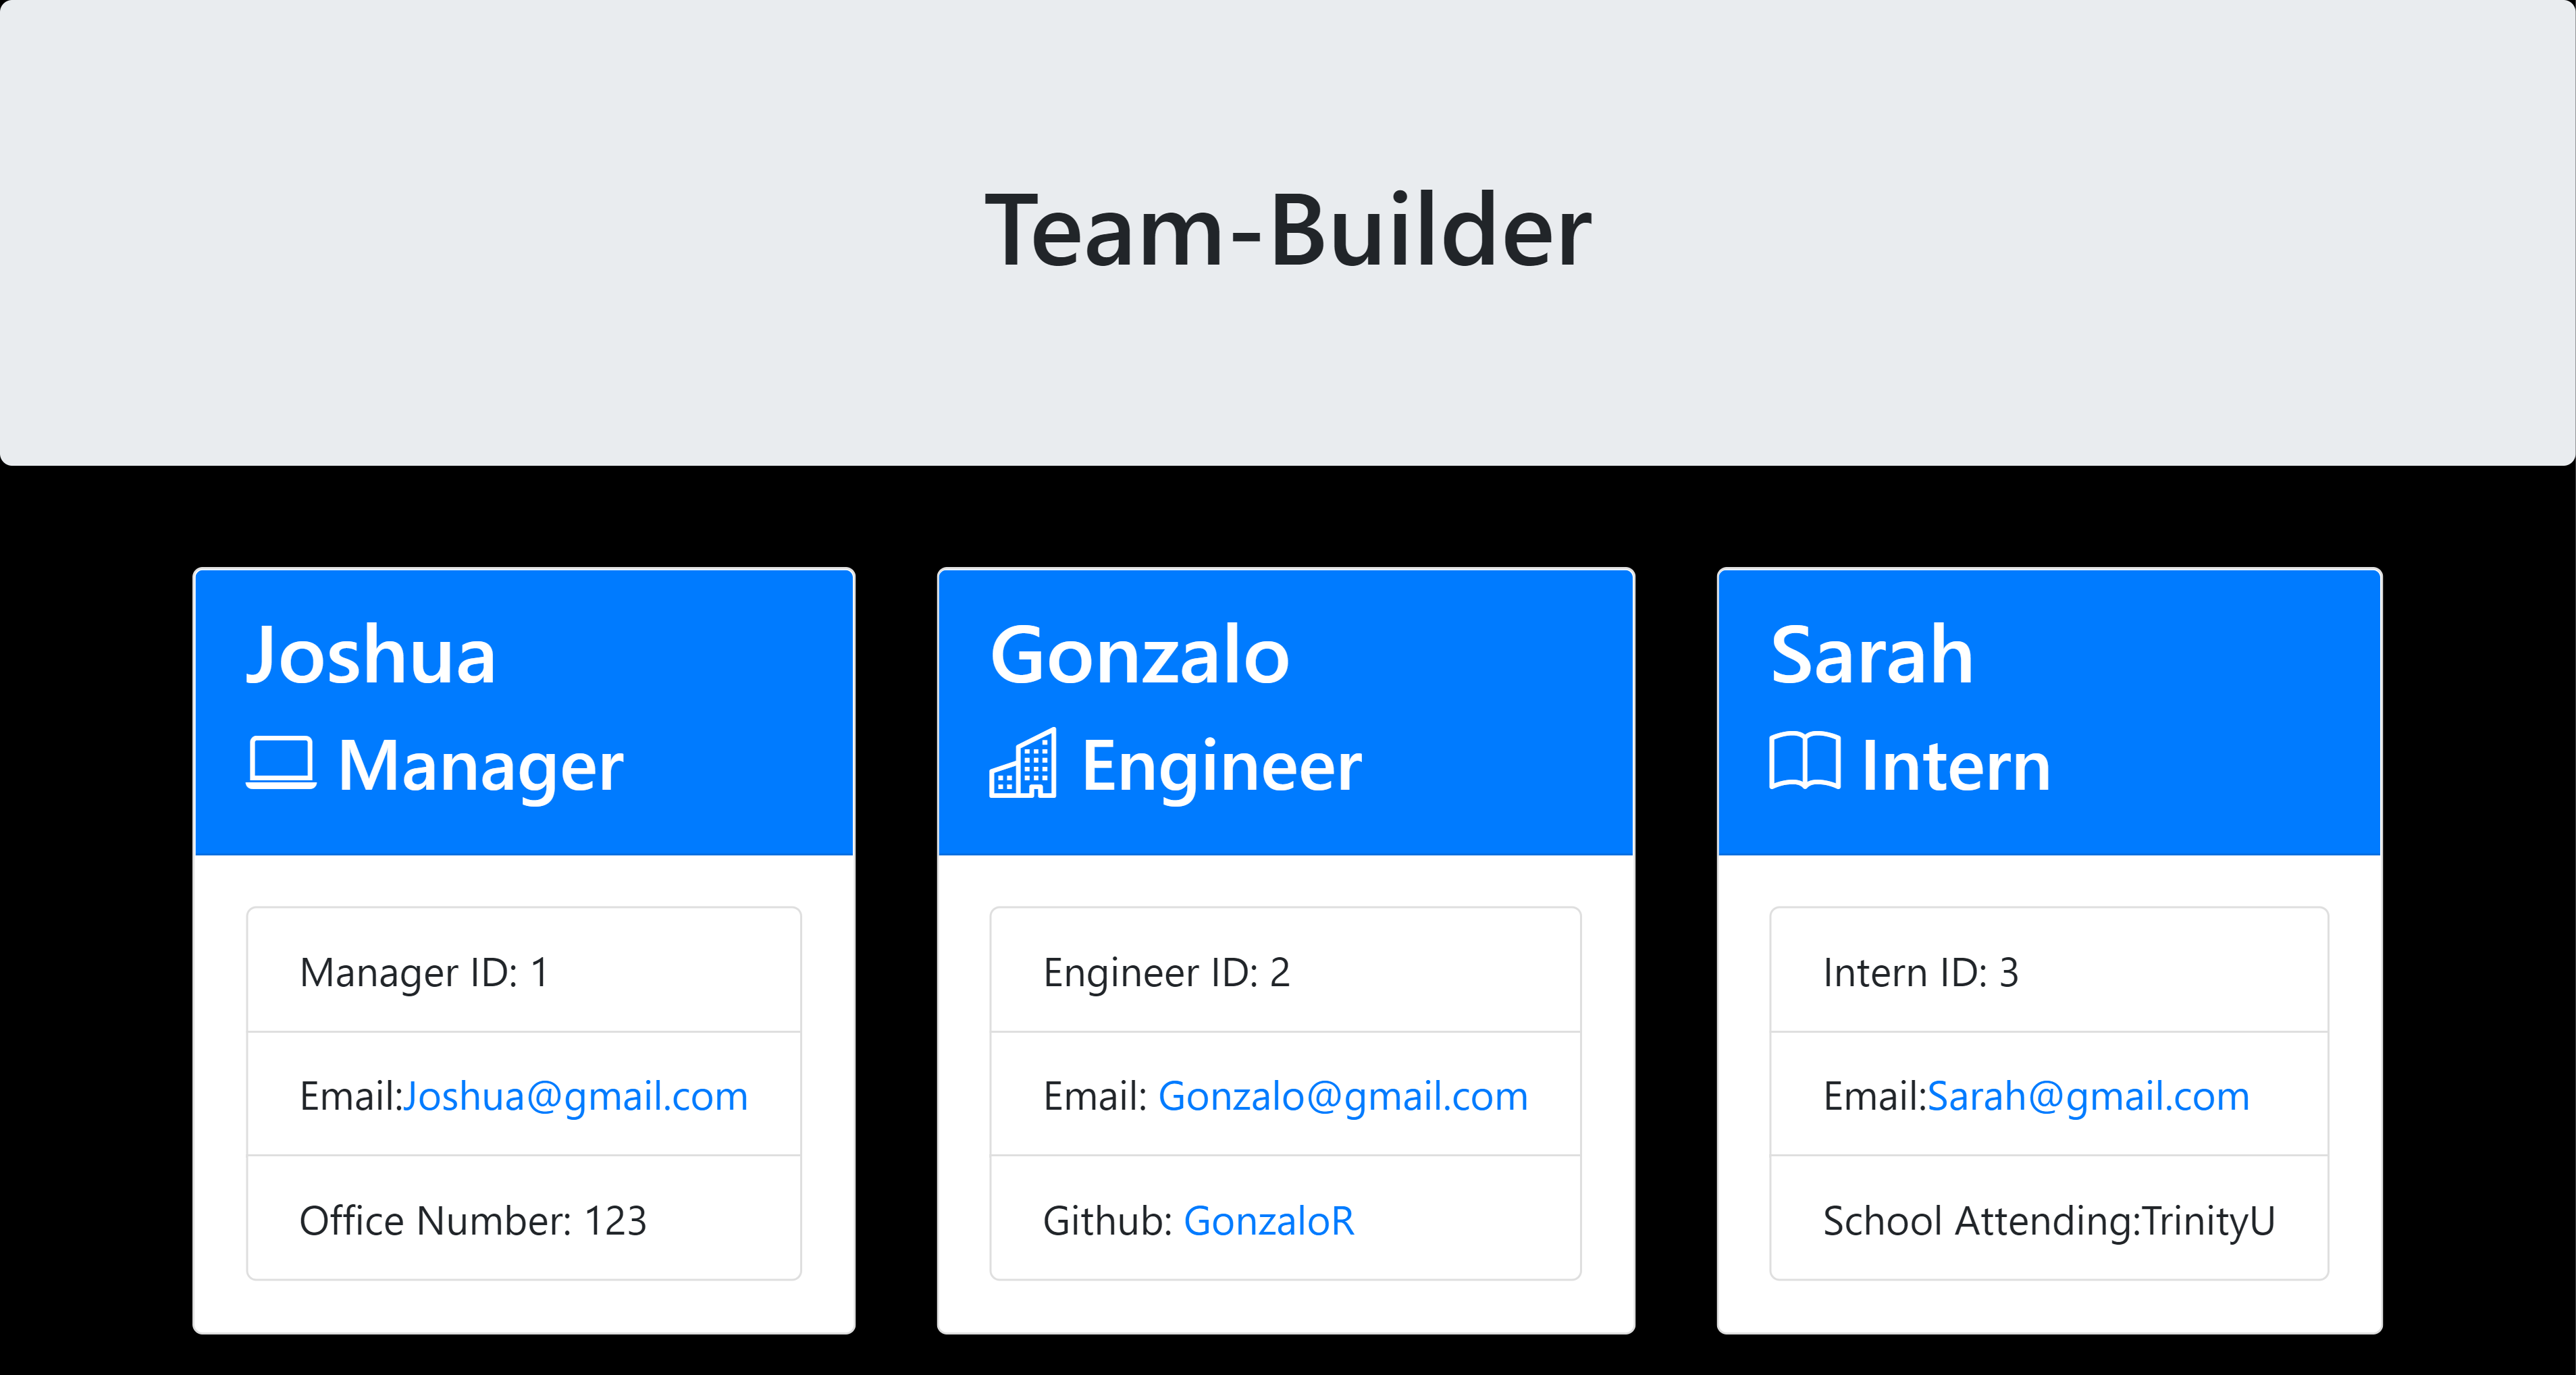 Team-Builder
Joshua
Manager
Manager ID: 1
Email:Joshua@gmail.com
Office Number: 123
Gonzalo
Engineer
Engineer ID: 2
Email: Gonzalo@gmail.com
Github: GonzaloR
Sarah
Intern
Intern ID: 3
Email:Sarah@gmail.com
School Attending:TrinityU